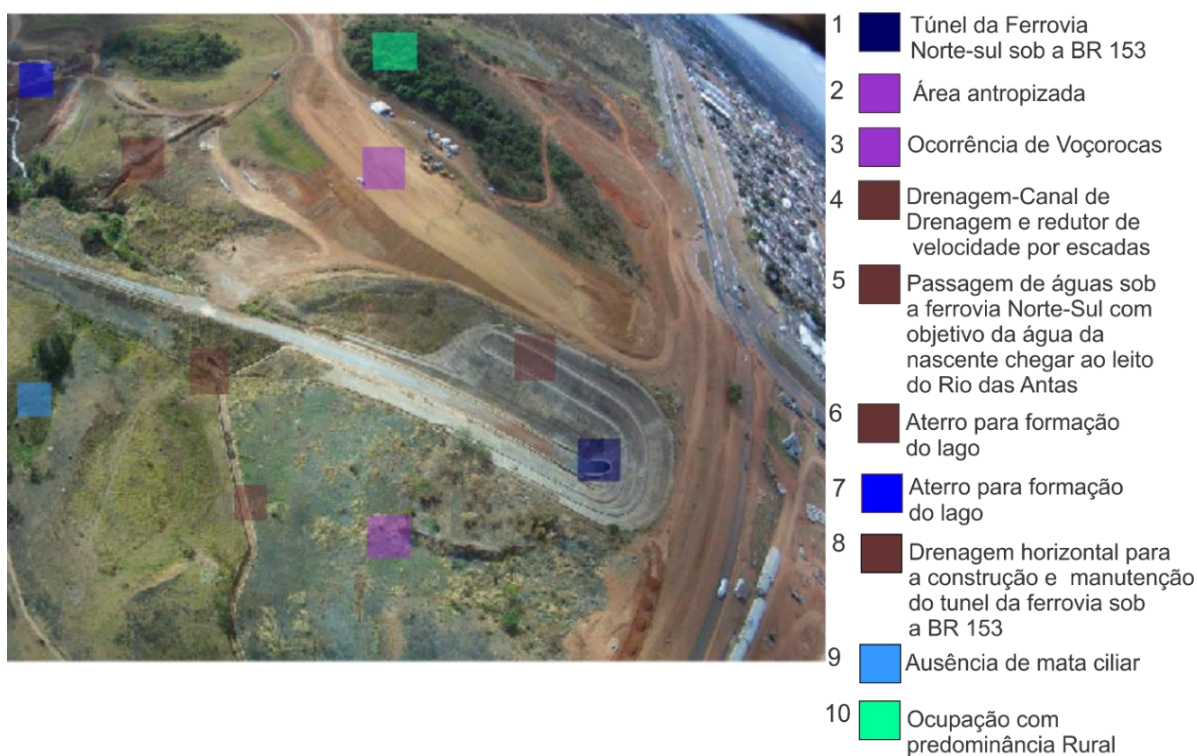 1
Túnel da Ferrovia
Norte-sul sob a BR 153
2
Área antropizada
3
Ocorrência de Voçorocas
4
Drenagem-Canal de
Drenagem e redutor de
velocidade por escadas
5
Passagem de águas sob
a ferrovia Norte-Sul com
objetivo da água da
nascente chegar ao leito
do Rio das Antas
6
Aterro para formação
do lago
7
Aterro para formação
do lago
8
Drenagem horizontal para
a construção e manutenção
do tunel da ferrovia sob
a BR 153
9
Ausência de mata ciliar
10
Ocupação com
predominância Rural